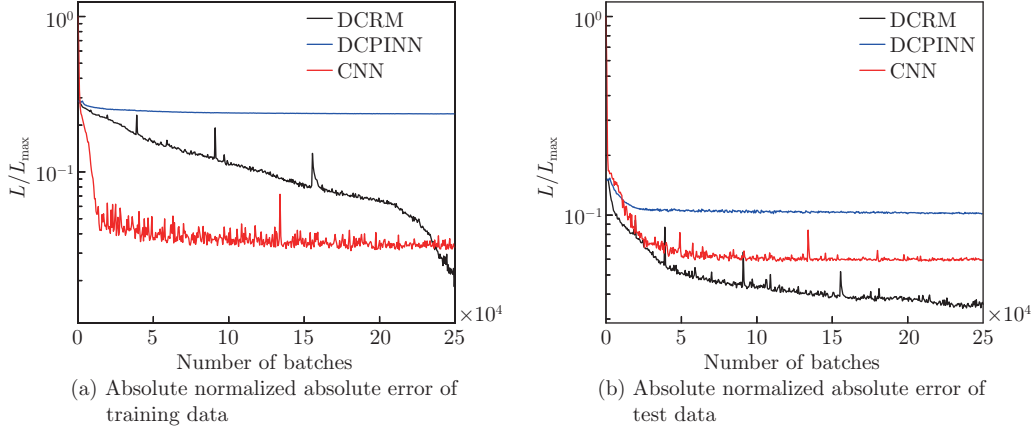 10⁰
10⁻¹
L/Lₘₐₓ
DCRM
DCPINN
CNN
0 5 10 15 20 25
×10⁴
Number of batches
(a) Absolute normalized absolute error of
training data
10⁰
10⁻¹
L/Lₘₐₓ
DCRM
DCPINN
CNN
0 5 10 15 20 25
×10⁴
Number of batches
(b) Absolute normalized absolute error of
test data